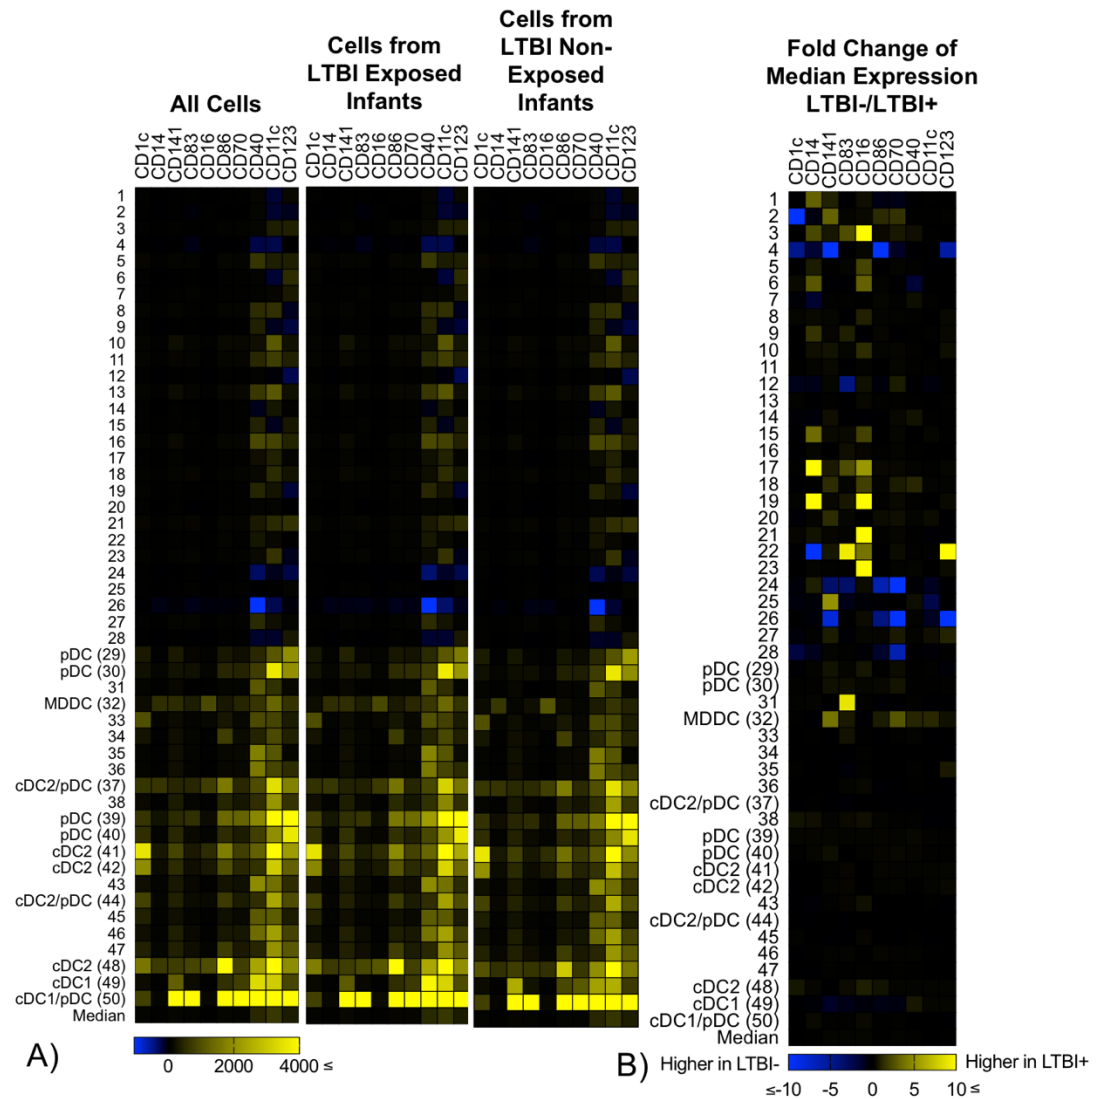 All Cells
Cells from
LTBI Exposed
Infants
Cells from
LTBI Non-
Exposed
Infants
Fold Change of
Median Expression
LTBI-/LTBI+
CD1c CD14 CD141 CD83 CD16 CD86 CD70 CD40 CD11c CD123
CD1c CD14 CD141 CD83 CD16 CD86 CD70 CD40 CD11c CD123
CD1c CD14 CD141 CD83 CD16 CD86 CD70 CD40 CD11c CD123
CD1c CD14 CD141 CD83 CD16 CD86 CD70 CD40 CD11c CD123
1
2
3
4
5
6
7
8
9
10
11
12
13
14
15
16
17
18
19
20
21
22
23
24
25
26
27
28
pDC (29)
pDC (30)
31
MDDC (32)
33
34
35
36
cDC2/pDC (37)
38
pDC (39)
pDC (40)
cDC2 (41)
cDC2 (42)
43
cDC2/pDC (44)
45
46
47
cDC2 (48)
cDC1 (49)
cDC1/pDC (50)
Median
A)
0 2000 4000 ≤
1
2
3
4
5
6
7
8
9
10
11
12
13
14
15
16
17
18
19
20
21
22
23
24
25
26
27
28
pDC (29)
pDC (30)
31
MDDC (32)
33
34
35
36
cDC2/pDC (37)
38
pDC (39)
pDC (40)
cDC2 (41)
cDC2 (42)
43
cDC2/pDC (44)
45
46
47
cDC2 (48)
cDC1 (49)
cDC1/pDC (50)
Median
B)
Higher in LTBI- Higher in LTBI+
≤-10 -5 0 5 10 ≤